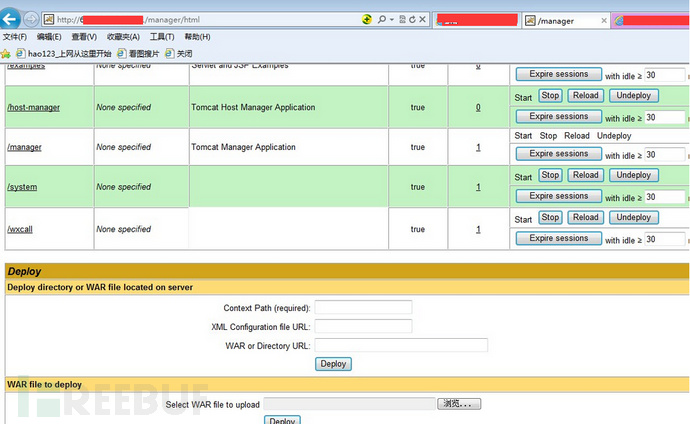 http://6 /manager/html
/manager
文件(F) 编辑(E) 查看(V) 收藏夹(A) 工具(T) 帮助(H)
hao123_上网从这里开始 看图搜片 关闭
/examples None specified Servlet and JSP Examples true 0
Expire sessions with idle ≥ 30
/host-manager None specified Tomcat Host Manager Application true 0 Start Stop Reload Undeploy
Expire sessions with idle ≥ 30
/manager None specified Tomcat Manager Application true 1 Start Stop Reload Undeploy
Expire sessions with idle ≥ 30
/system None specified true 1 Start Stop Reload Undeploy
Expire sessions with idle ≥ 30
/wxcall None specified true 1 Start Stop Reload Undeploy
Expire sessions with idle ≥ 30
Deploy
Deploy directory or WAR file located on server
Context Path (required):
XML Configuration file URL:
WAR or Directory URL:
Deploy
WAR file to deploy
Select WAR file to upload 浏览...
Deploy
FREEBUF